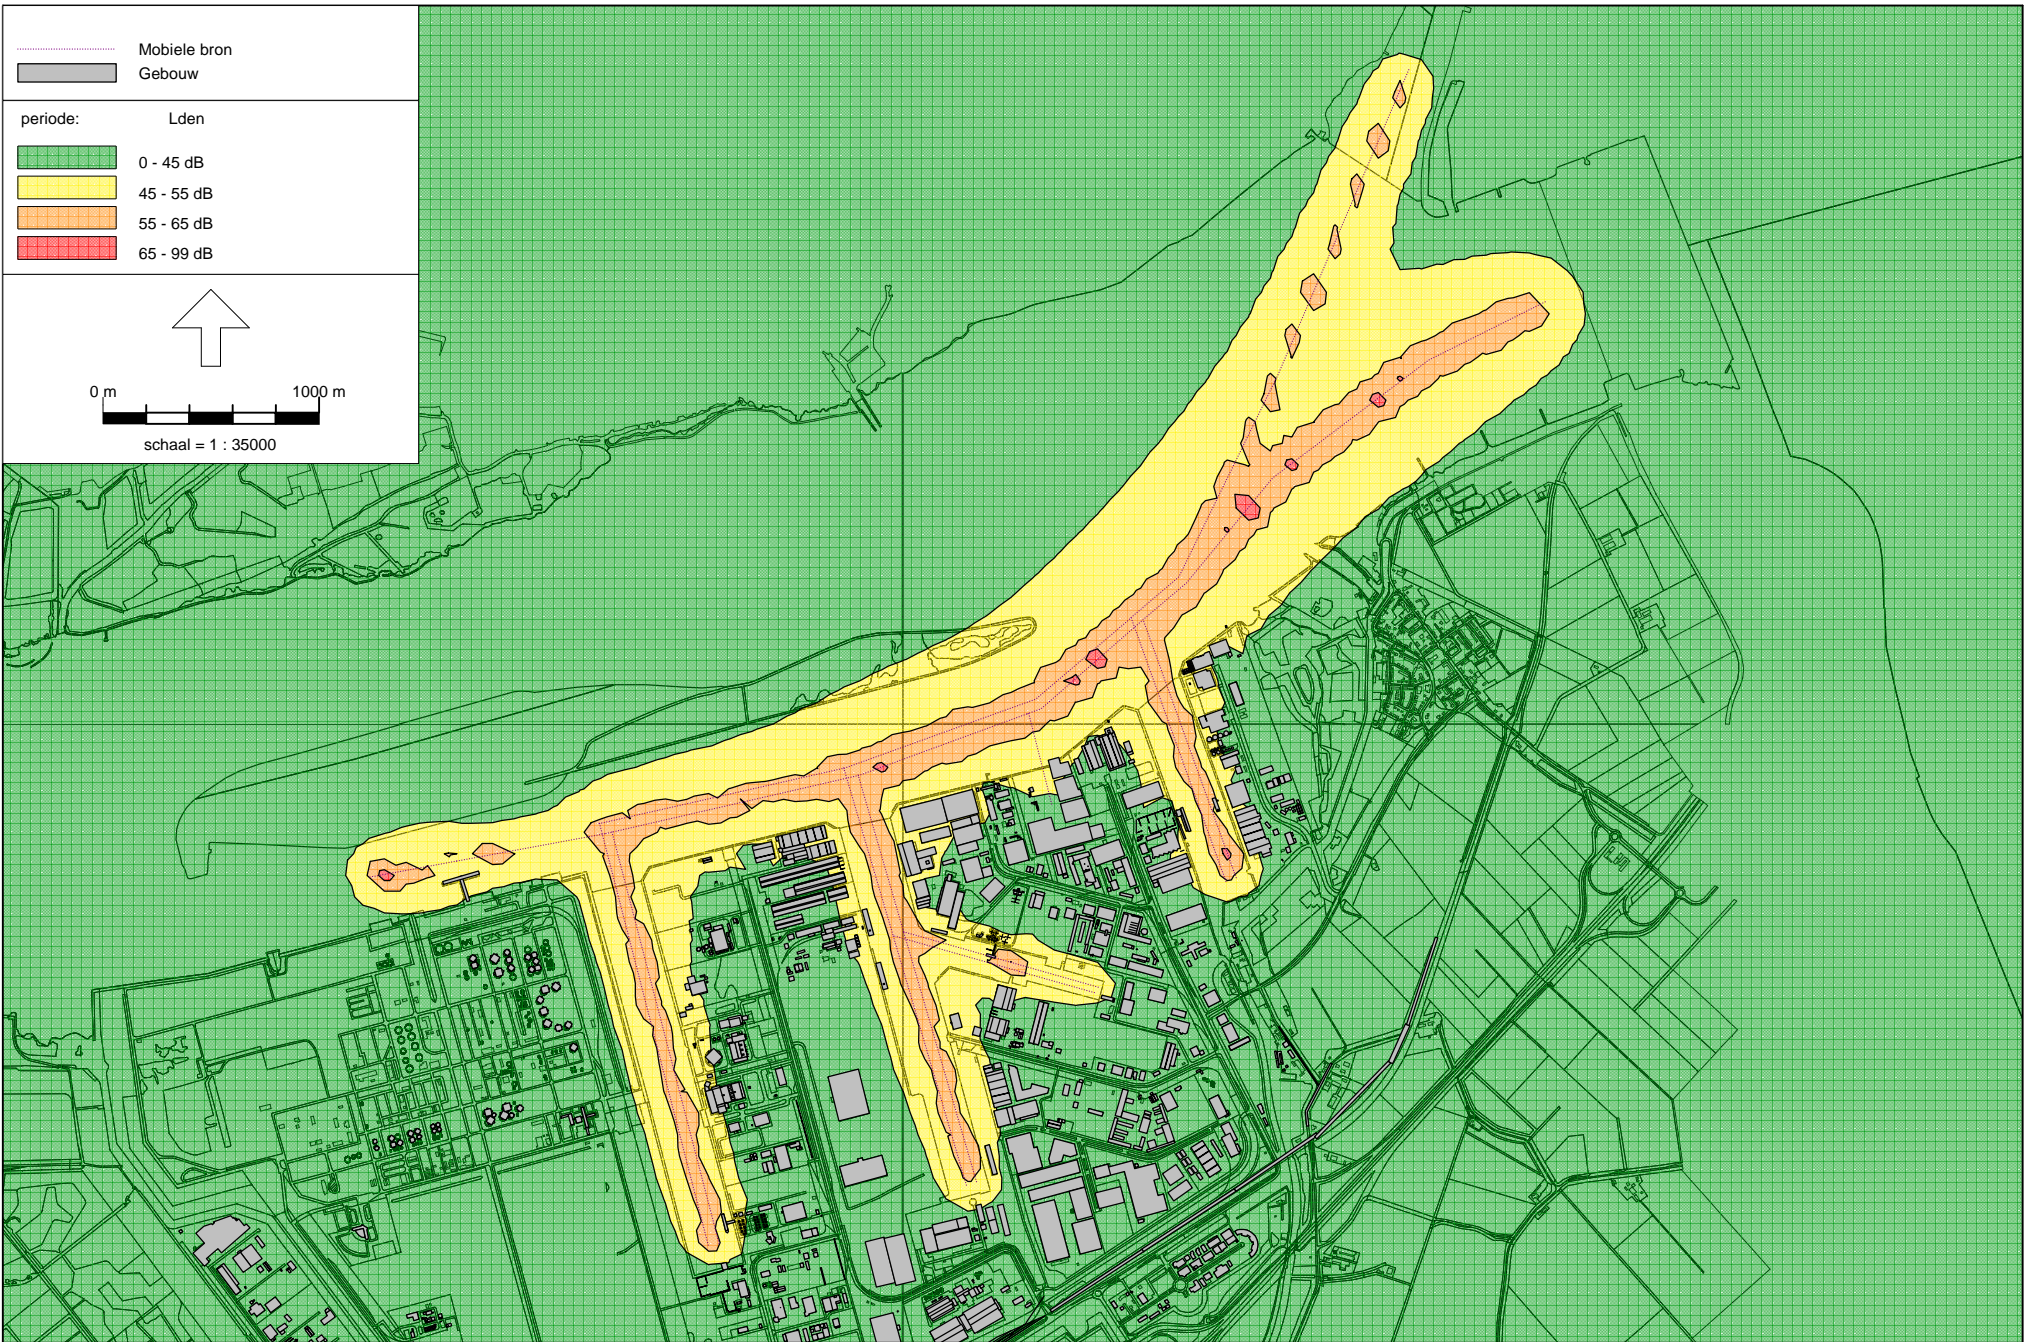 Mobiele bron
Gebouw
periode: Lden
0 - 45 dB
45 - 55 dB
55 - 65 dB
65 - 99 dB
0 m 1000 m
schaal = 1 : 35000